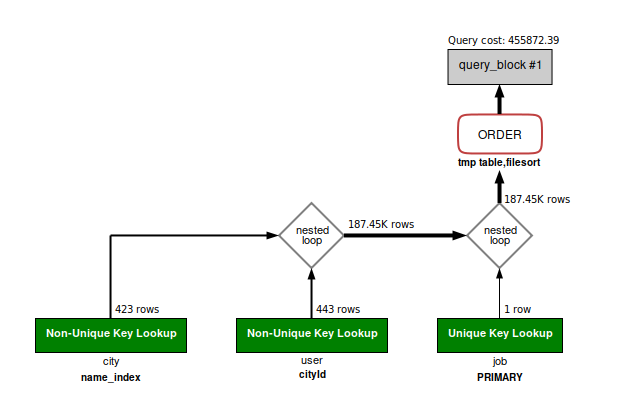 Query cost: 455872.39
query_block #1
ORDER
tmp table,filesort
187.45K rows
187.45K rows
nested
loop
nested
loop
423 rows
443 rows
1 row
Non-Unique Key Lookup
Non-Unique Key Lookup
Unique Key Lookup
city
user
job
name_index
cityId
PRIMARY